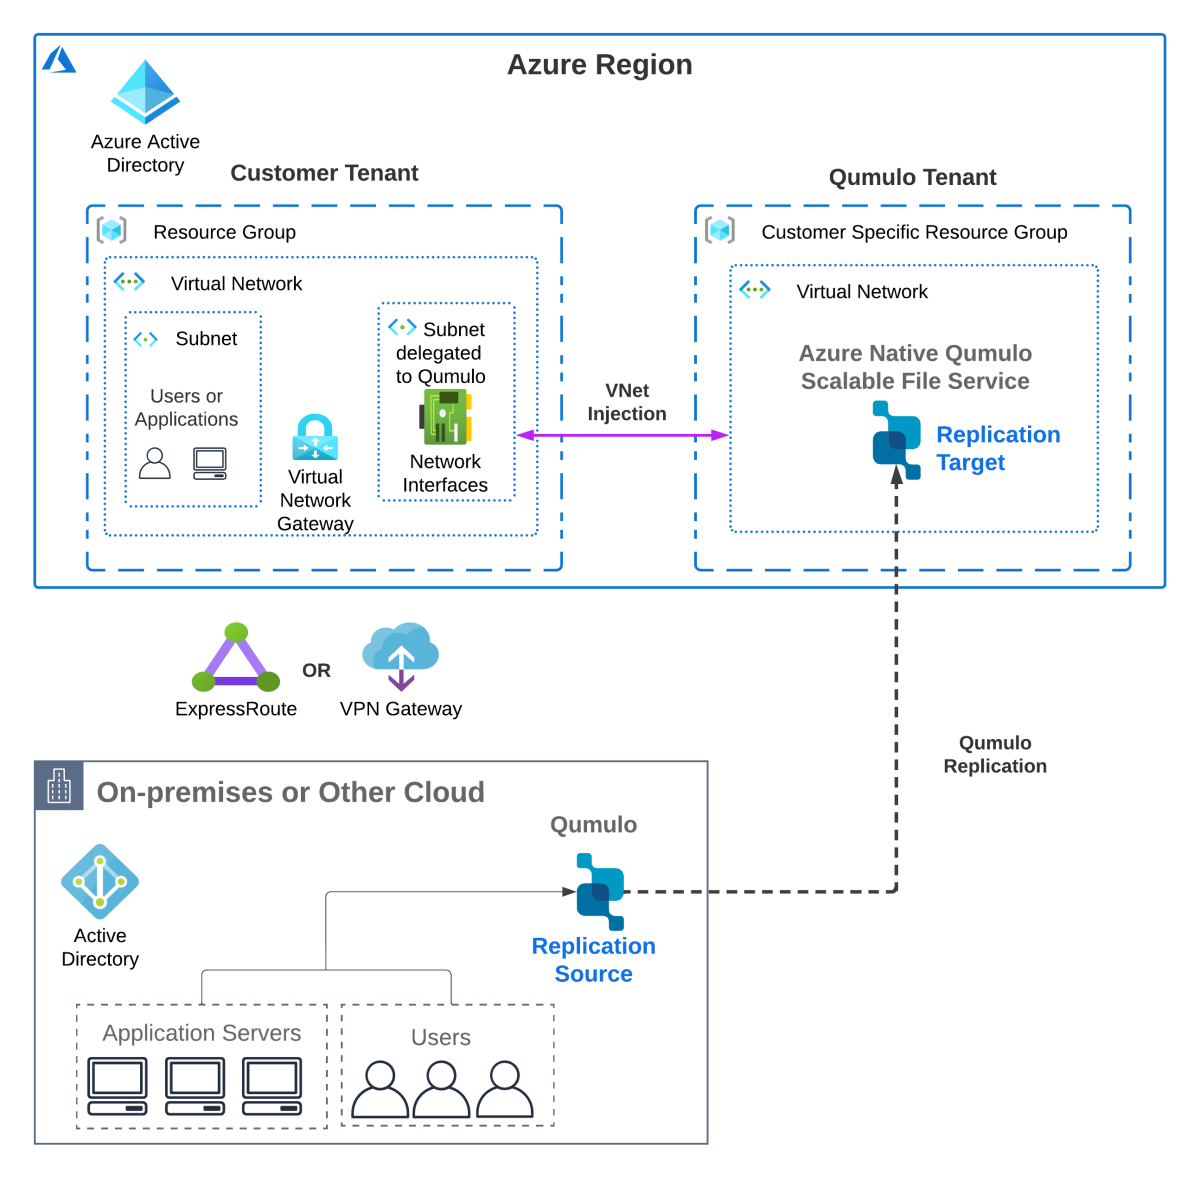 Azure Region
Azure Active
Directory
Customer Tenant
Qumulo Tenant
Resource Group
Virtual Network
Subnet
Users or
Applications
Virtual
Network
Gateway
Subnet
delegated
to Qumulo
Network
Interfaces
VNet
Injection
Customer Specific Resource Group
Virtual Network
Azure Native Qumulo
Scalable File Service
Replication
Target
ExpressRoute
OR
VPN Gateway
Qumulo
Replication
On-premises or Other Cloud
Qumulo
Active
Directory
Replication
Source
Application Servers
Users